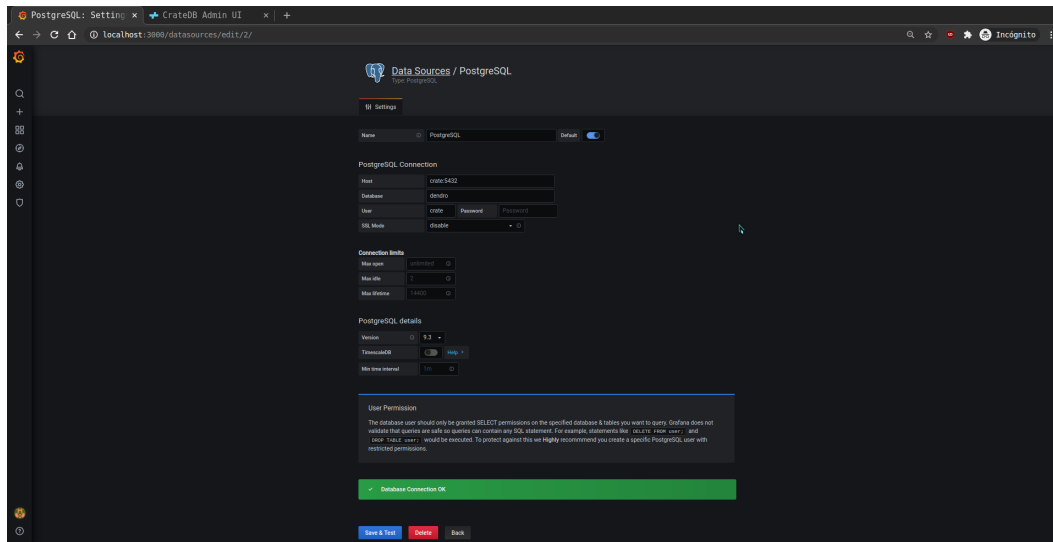 PostgreSQL: Setting
CrateDB Admin UI
localhost:3000/datasources/edit/2/
Incógnito
Data Sources / PostgreSQL
Type: PostgreSQL
Settings
Name PostgreSQL Default
PostgreSQL Connection
Host crate:5432
Database dendro
User crate Password Password
SSL Mode disable
Connection limits
Max open unlimited
Max idle 2
Max lifetime 14400
PostgreSQL details
Version 9.3
TimescaleDB Help
Min time interval 1m
User Permission
The database user should only be granted SELECT permissions on the specified database & tables you want to query. Grafana does not
validate that queries are safe so queries can contain any SQL statement. For example, statements like DELETE FROM user; and
DROP TABLE user; would be executed. To protect against this we Highly recommmend you create a specific PostgreSQL user with
restricted permissions.
Database Connection OK
Save & Test Delete Back